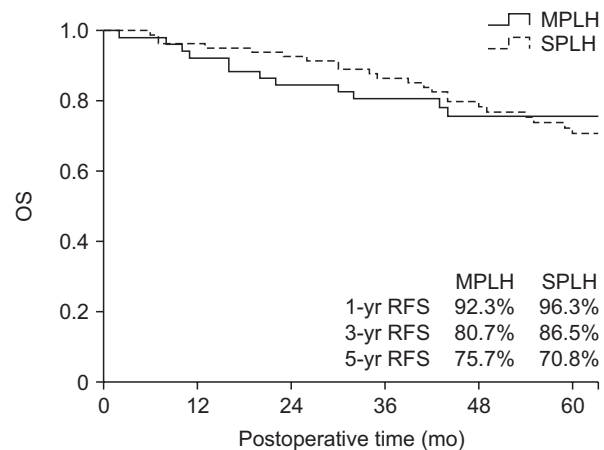 MPLH
SPLH
1.0
0.8
0.6
0.4
0.2
0
OS
MPLH SPLH
1-yr RFS 92.3% 96.3%
3-yr RFS 80.7% 86.5%
5-yr RFS 75.7% 70.8%
0 12 24 36 48 60
Postoperative time (mo)